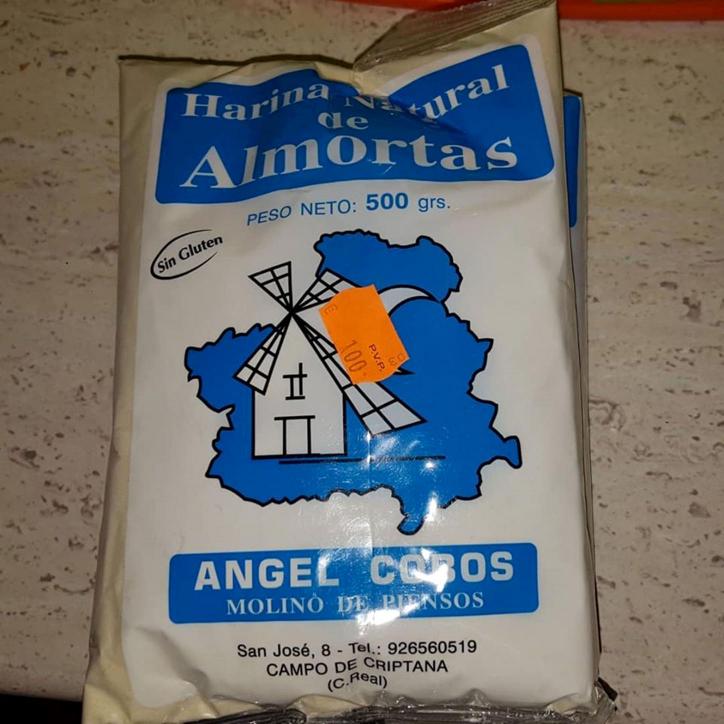 Harina Natural
de
Almortas
PESO NETO: 500 grs.
Sin Gluten
P.V.P.
100
€
ANGEL COBOS
MOLINO DE PIENSOS
San José, 8 - Tel.: 926560519
CAMPO DE CRIPTANA
(C.Real)